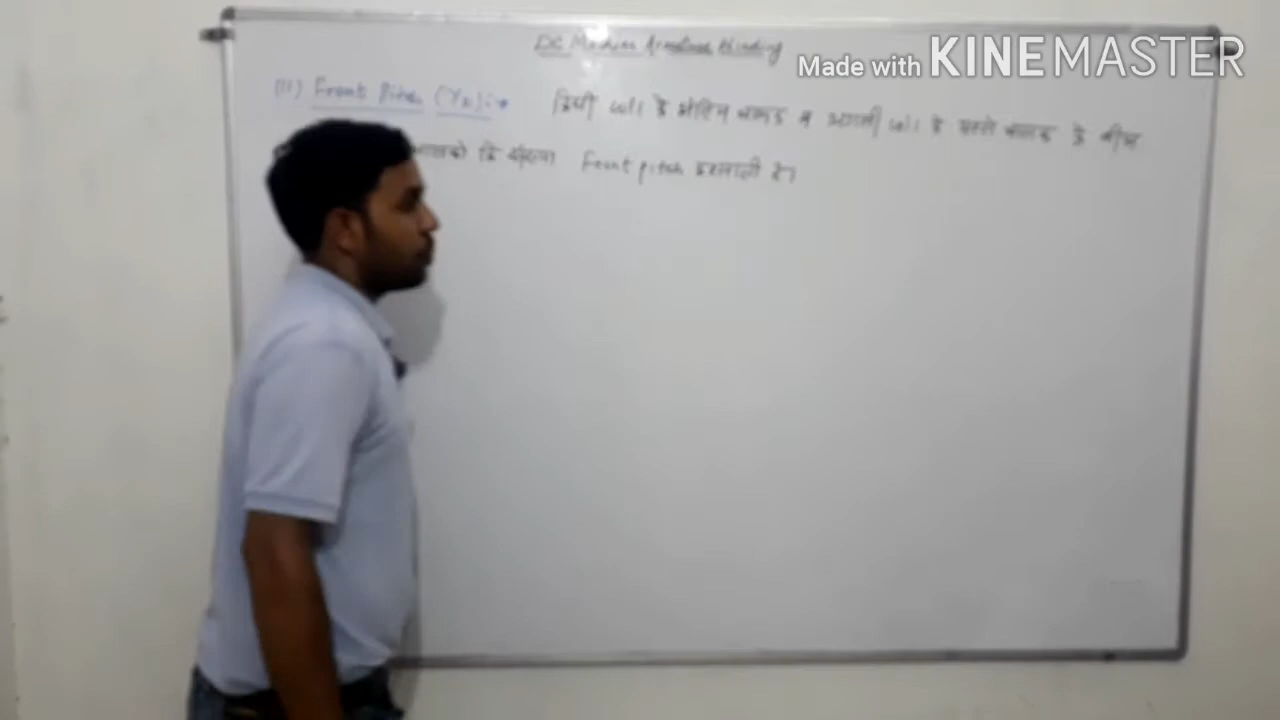 DC Machine Armature Winding
Made with KINEMASTER
(ii) Front Pitch (YF):→ किसी coil के अंतिम चालक व अगली coil के पहले चालक के बीच
चालको कि संख्या Front pitch कहलाती है।